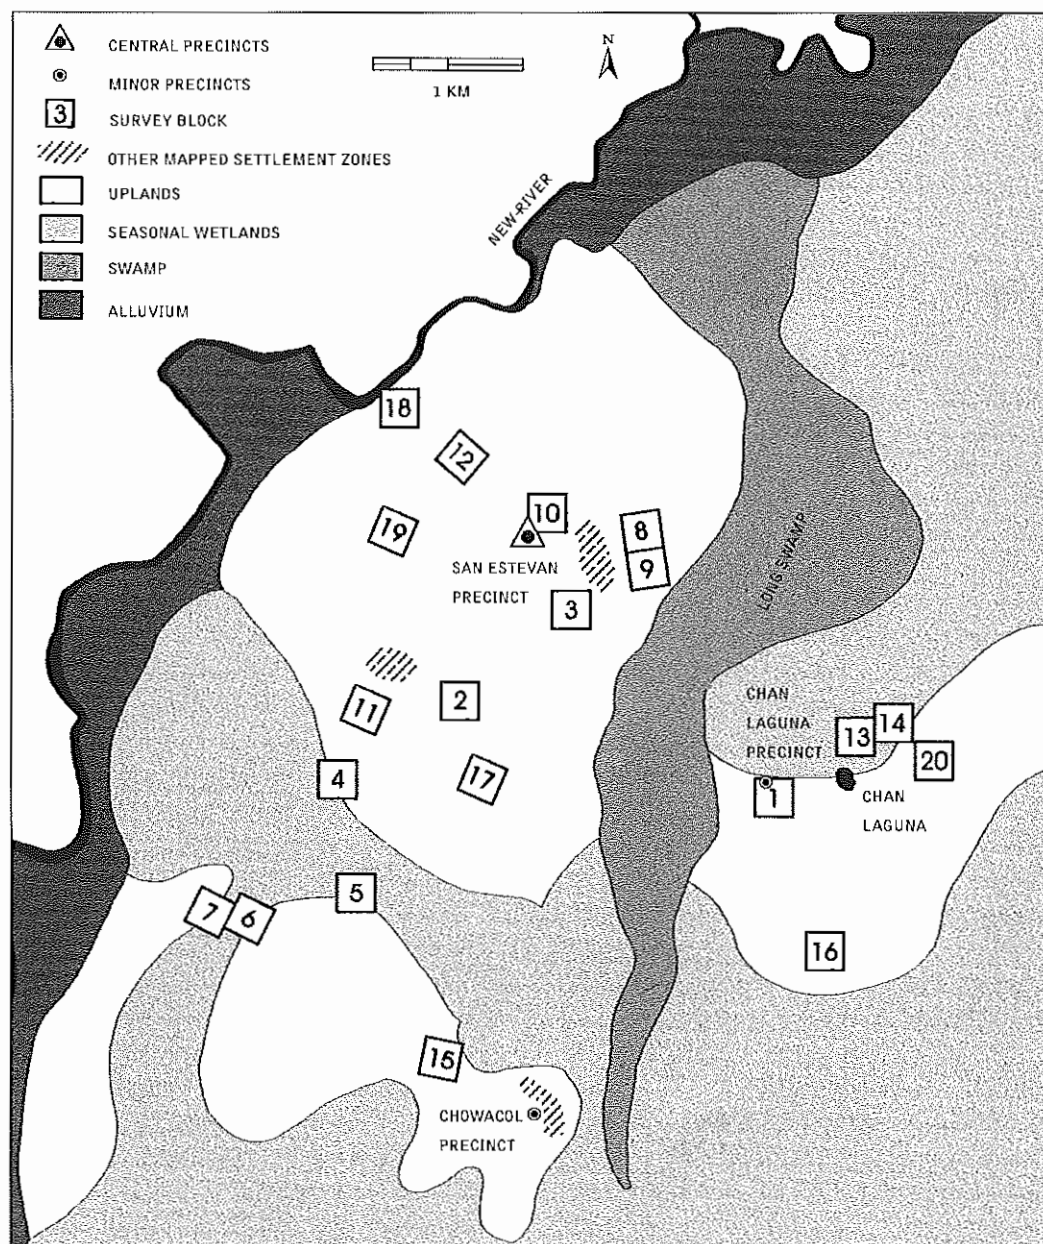 CENTRAL PRECINCTS
MINOR PRECINCTS
3
SURVEY BLOCK
OTHER MAPPED SETTLEMENT ZONES
UPLANDS
SEASONAL WETLANDS
SWAMP
ALLUVIUM
1 KM
N
NEW RIVER
18
12
19
10
8
9
SAN ESTEVAN
PRECINCT
3
LONG SWAMP
11
2
4
17
CHAN
LAGUNA
PRECINCT
13
14
20
1
CHAN
LAGUNA
5
7
6
16
15
CHOWACOL
PRECINCT